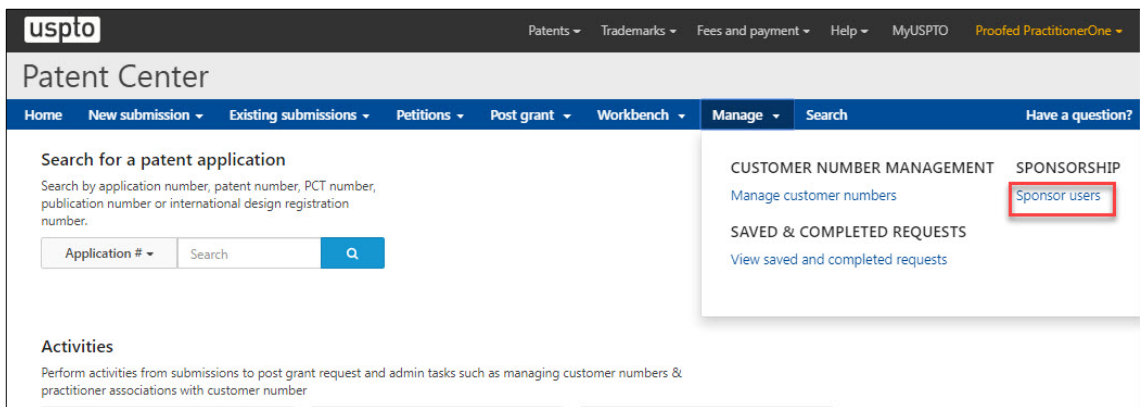 uspto
Patents Trademarks Fees and payment Help MyUSPTO Proofed PractitionerOne
Patent Center
Home New submission Existing submissions Petitions Post grant Workbench Manage Search Have a question?
Search for a patent application
Search by application number, patent number, PCT number,
publication number or international design registration
number.
Application # Search
CUSTOMER NUMBER MANAGEMENT
Manage customer numbers
SAVED & COMPLETED REQUESTS
View saved and completed requests
SPONSORSHIP
Sponsor users
Activities
Perform activities from submissions to post grant request and admin tasks such as managing customer numbers &
practitioner associations with customer number